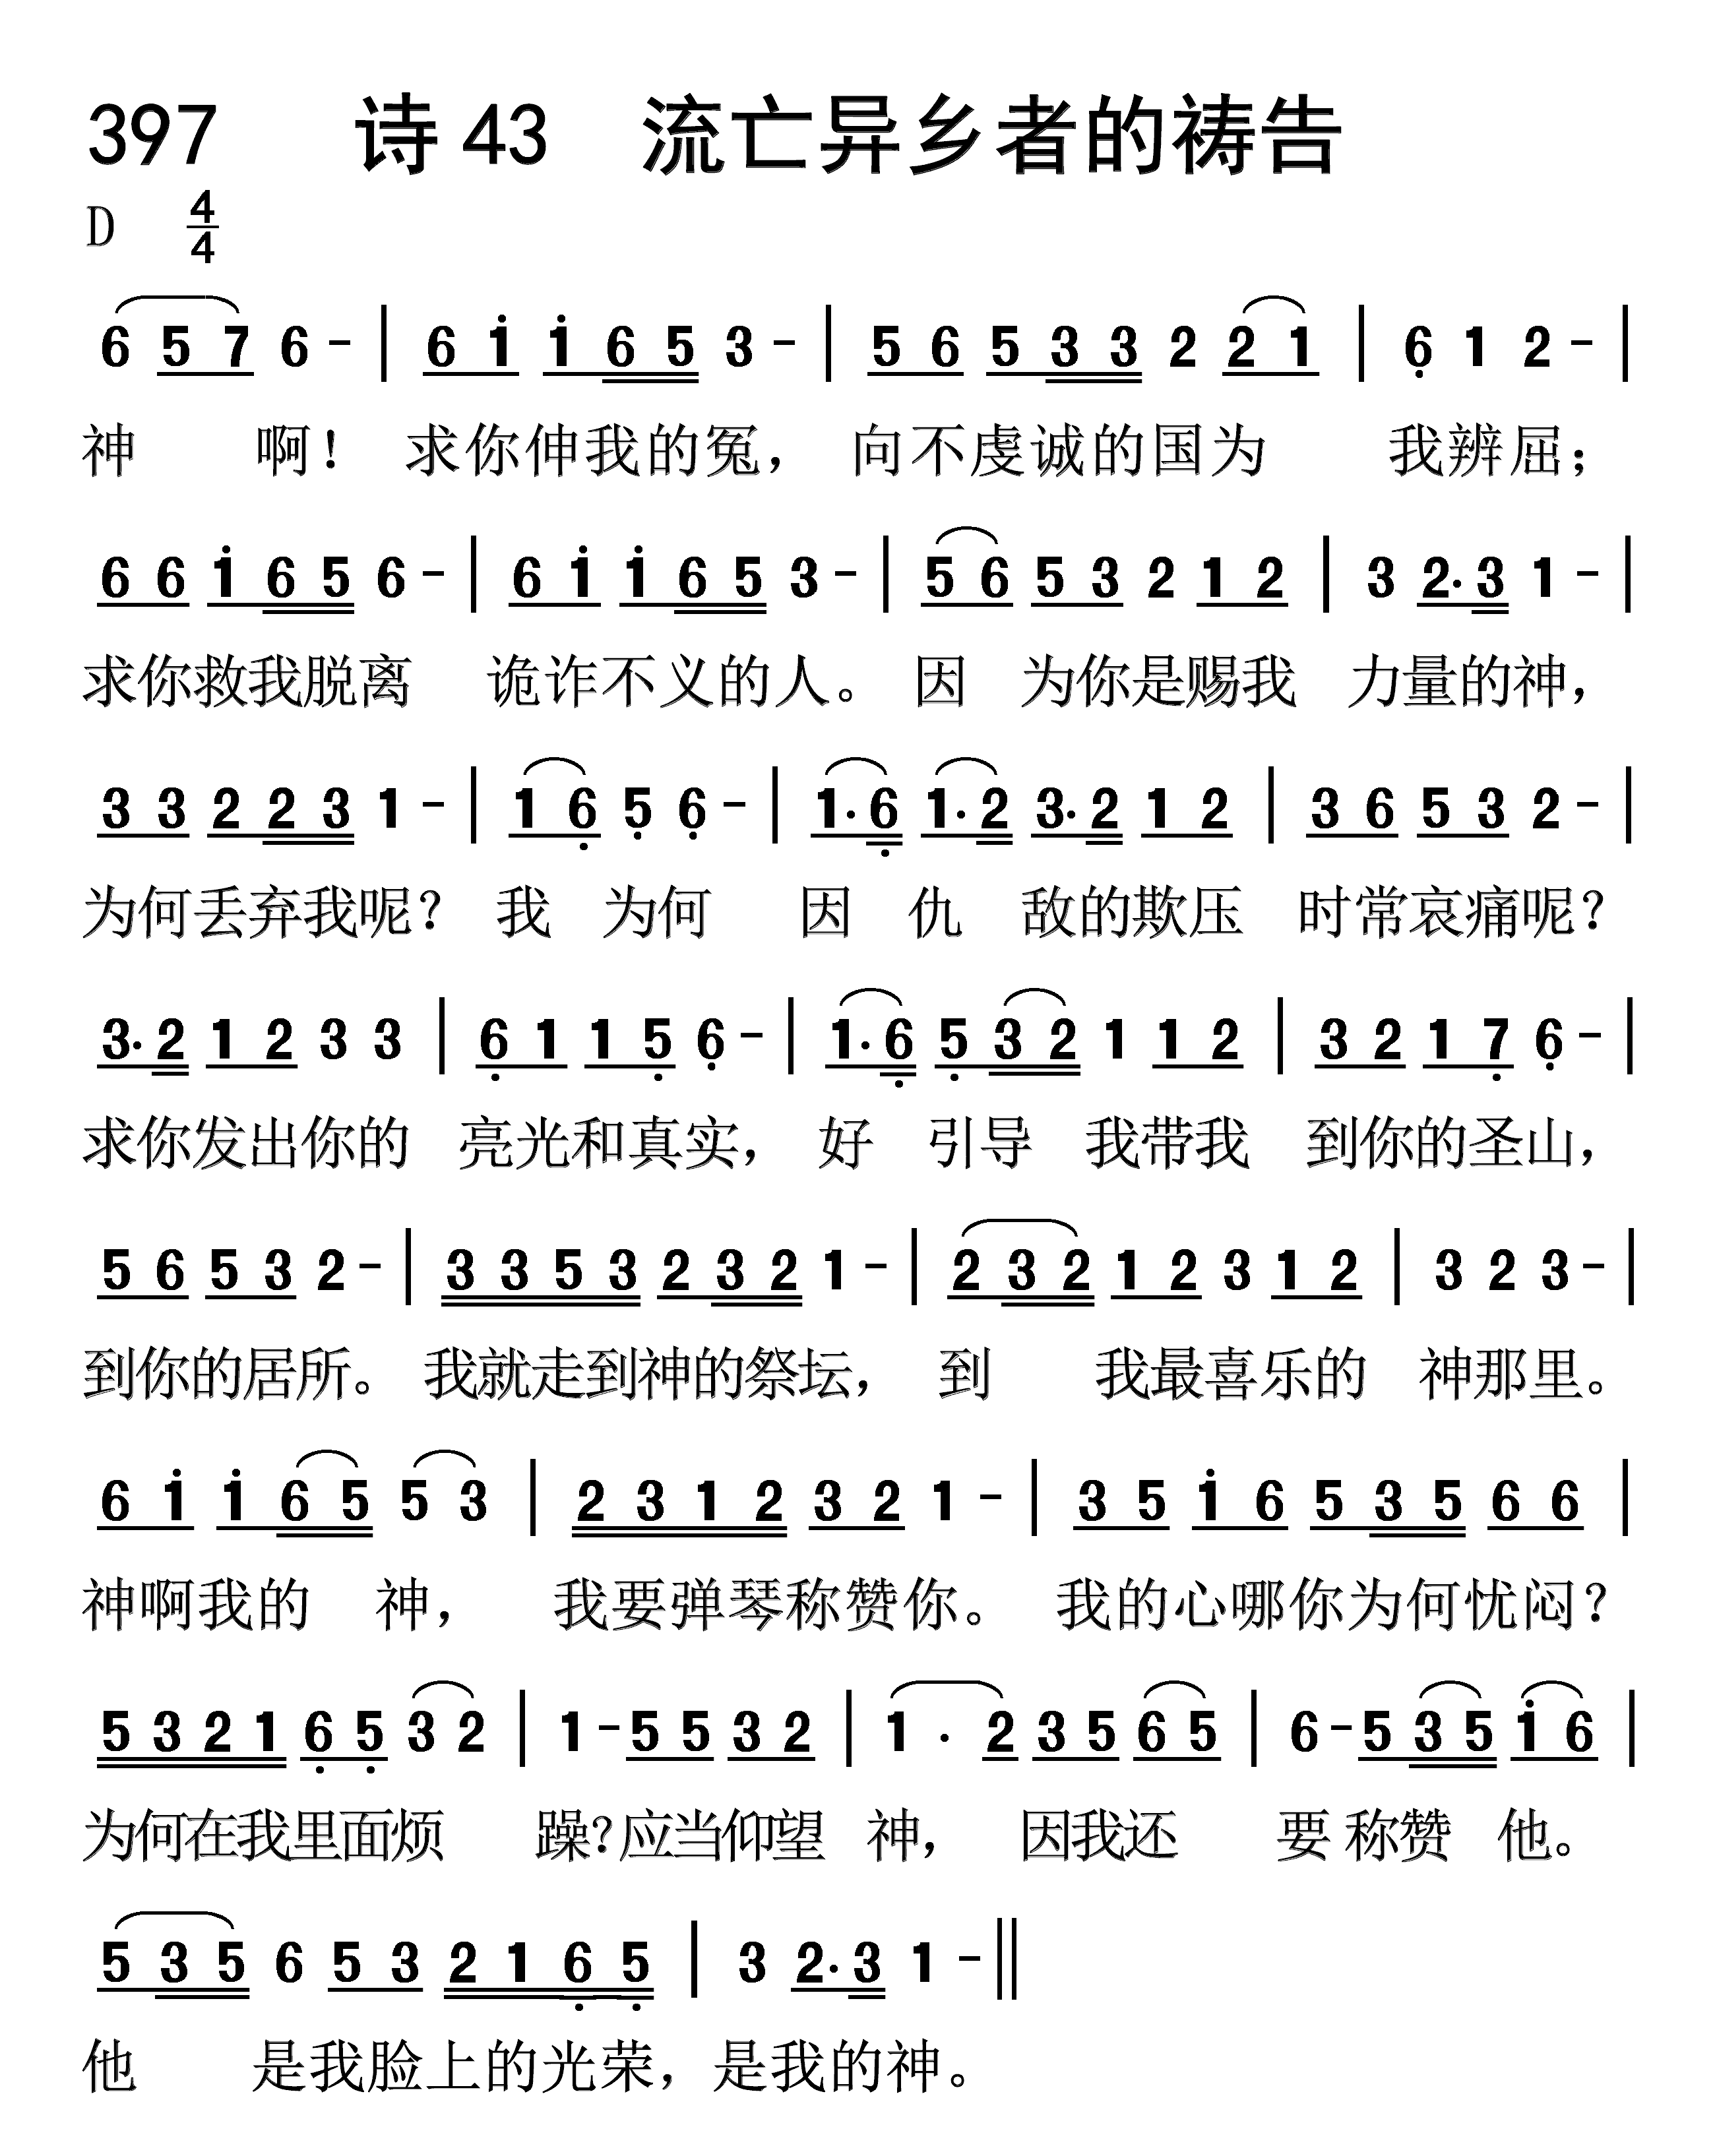 397 诗 43 流亡异乡者的祷告
D 4/4
6 5 7 6 - | 6 1̇ 1̇ 6 5 3 - | 5 6 5 3 3 2 2 1 | 6̣ 1 2 - |
神 啊！ 求你伸我的冤， 向不虔诚的国为 我辨屈；
6 6 1̇ 6 5 6 - | 6 1̇ 1̇ 6 5 3 - | 5 6 5 3 2 1 2 | 3 2· 3 1 - |
求你救我脱离 诡诈不义的人。 因 为你是赐我 力量的神，
3 3 2 2 3 1 - | 1 6̣ 5̣ 6̣ - | 1· 6̣ 1· 2 3· 2 1 2 | 3 6 5 3 2 - |
为何丢弃我呢？ 我 为何 因 仇 敌的欺压 时常哀痛呢？
3· 2 1 2 3 3 | 6̣ 1 1 5̣ 6̣ - | 1· 6̣ 5̣ 3 2 1 1 2 | 3 2 1 7̣ 6̣ - |
求你发出你的 亮光和真实， 好 引导 我带我 到你的圣山，
5 6 5 3 2 - | 3 3 5 3 2 3 2 1 - | 2 3 2 1 2 3 1 2 | 3 2 3 - |
到你的居所。 我就走到神的祭坛， 到 我最喜乐的 神那里。
6 1̇ 1̇ 6 5 5 3 | 2 3 1 2 3 2 1 - | 3 5 1̇ 6 5 3 5 6 6 |
神啊我的 神， 我要弹琴称赞你。 我的心哪你为何忧闷？
5 3 2 1 6̣ 5̣ 3 2 | 1 - 5 5 3 2 | 1 · 2 3 5 6 5 | 6 - 5 3 5 1̇ 6 |
为何在我里面烦 躁？应当仰望 神， 因我还 要 称赞 他。
5 3 5 6 5 3 2 1 6̣ 5̣ | 3 2· 3 1 - ||
他 是我脸上的光荣，是我的神。